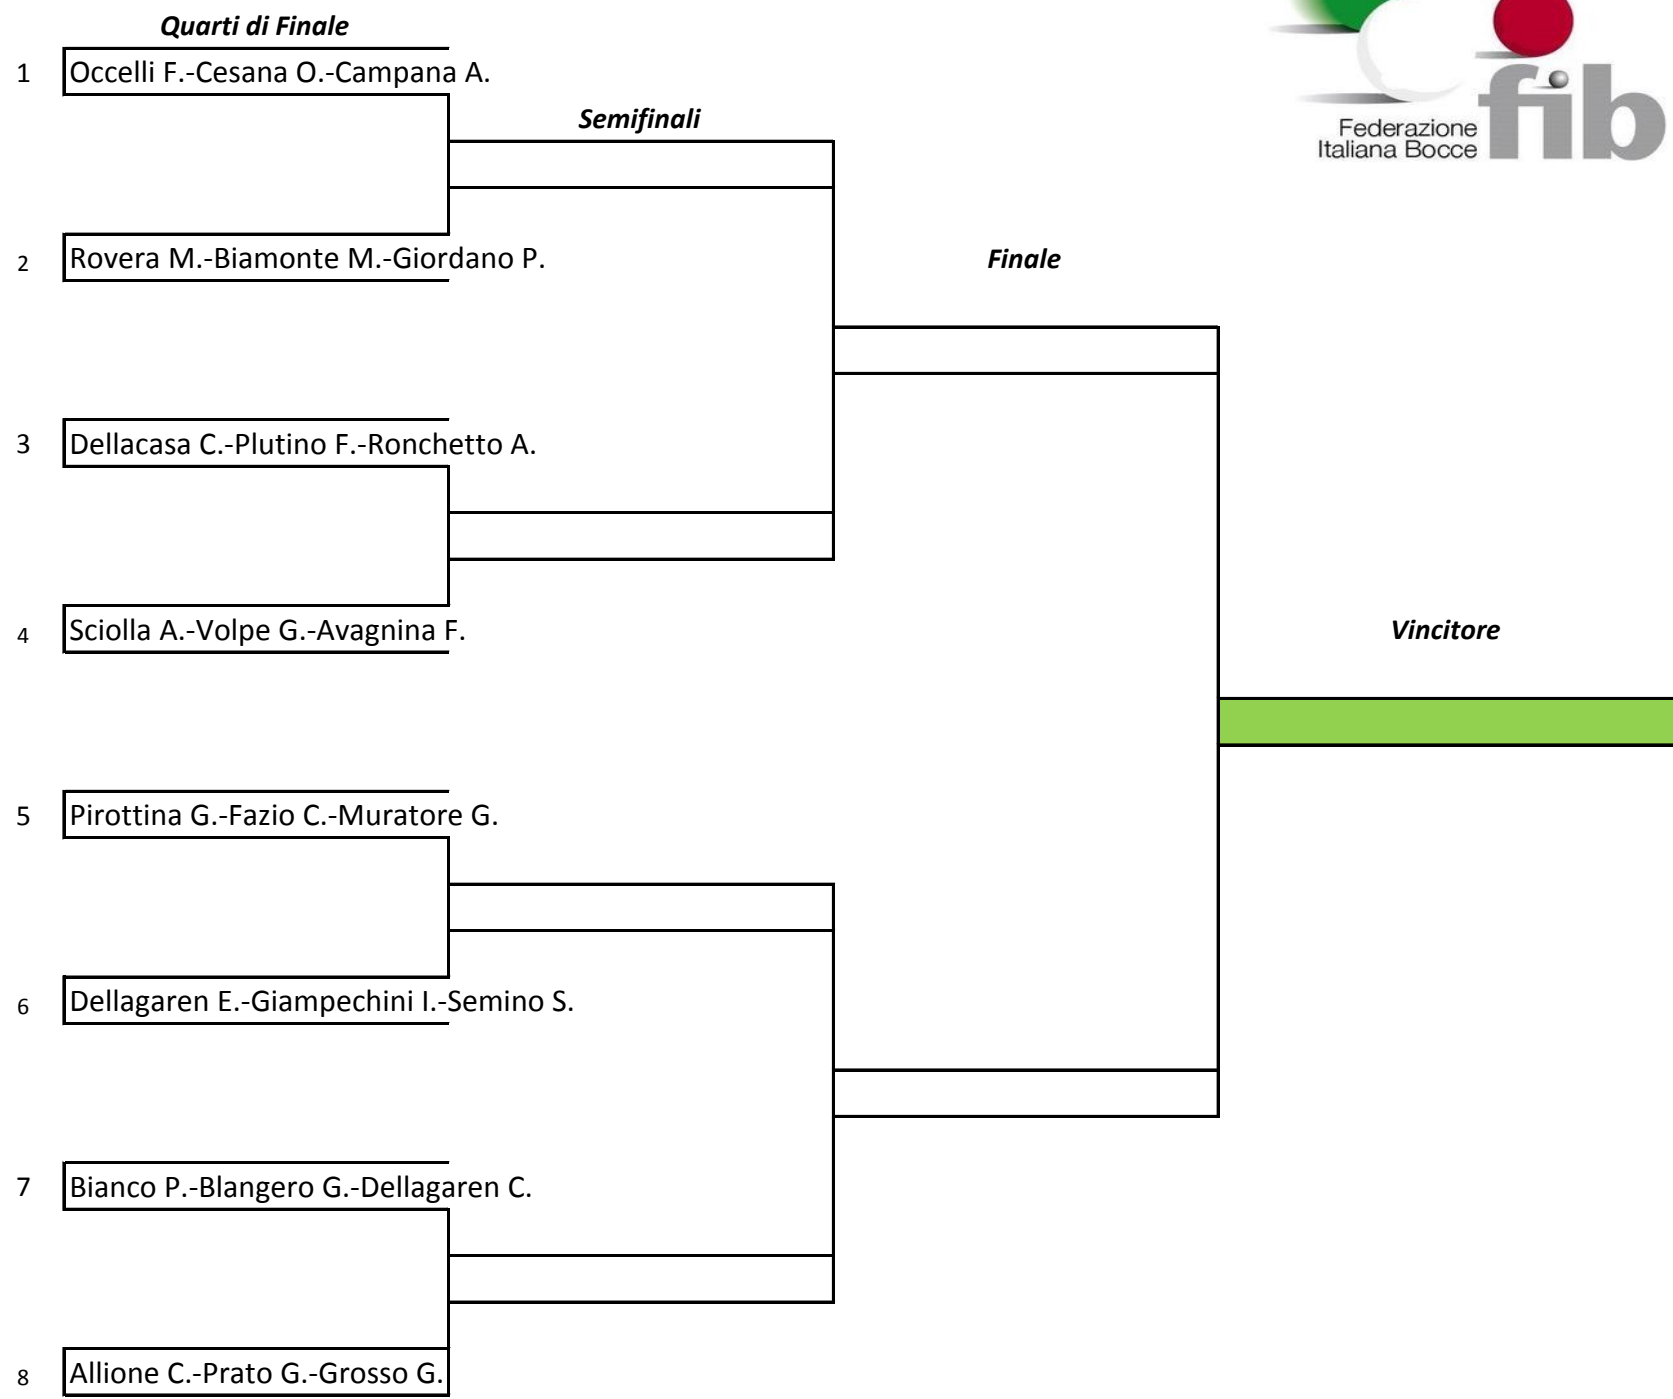 Quarti di Finale
1 Occelli F.-Cesana O.-Campana A.
Semifinali
Federazione
Italiana Bocce
fib
2 Rovera M.-Biamonte M.-Giordano P.
Finale
3 Dellacasa C.-Plutino F.-Ronchetto A.
4 Sciolla A.-Volpe G.-Avagnina F.
Vincitore
5 Pirottina G.-Fazio C.-Muratore G.
6 Dellagaren E.-Giampechini I.-Semino S.
7 Bianco P.-Blangero G.-Dellagaren C.
8 Allione C.-Prato G.-Grosso G.